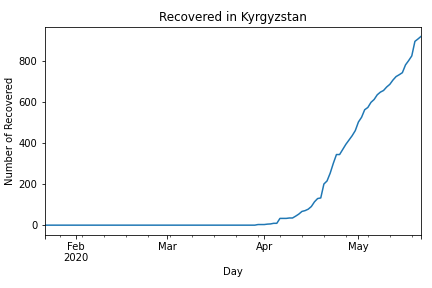 Recovered in Kyrgyzstan
Number of Recovered
800
600
400
200
0
Feb
2020
Mar
Apr
May
Day